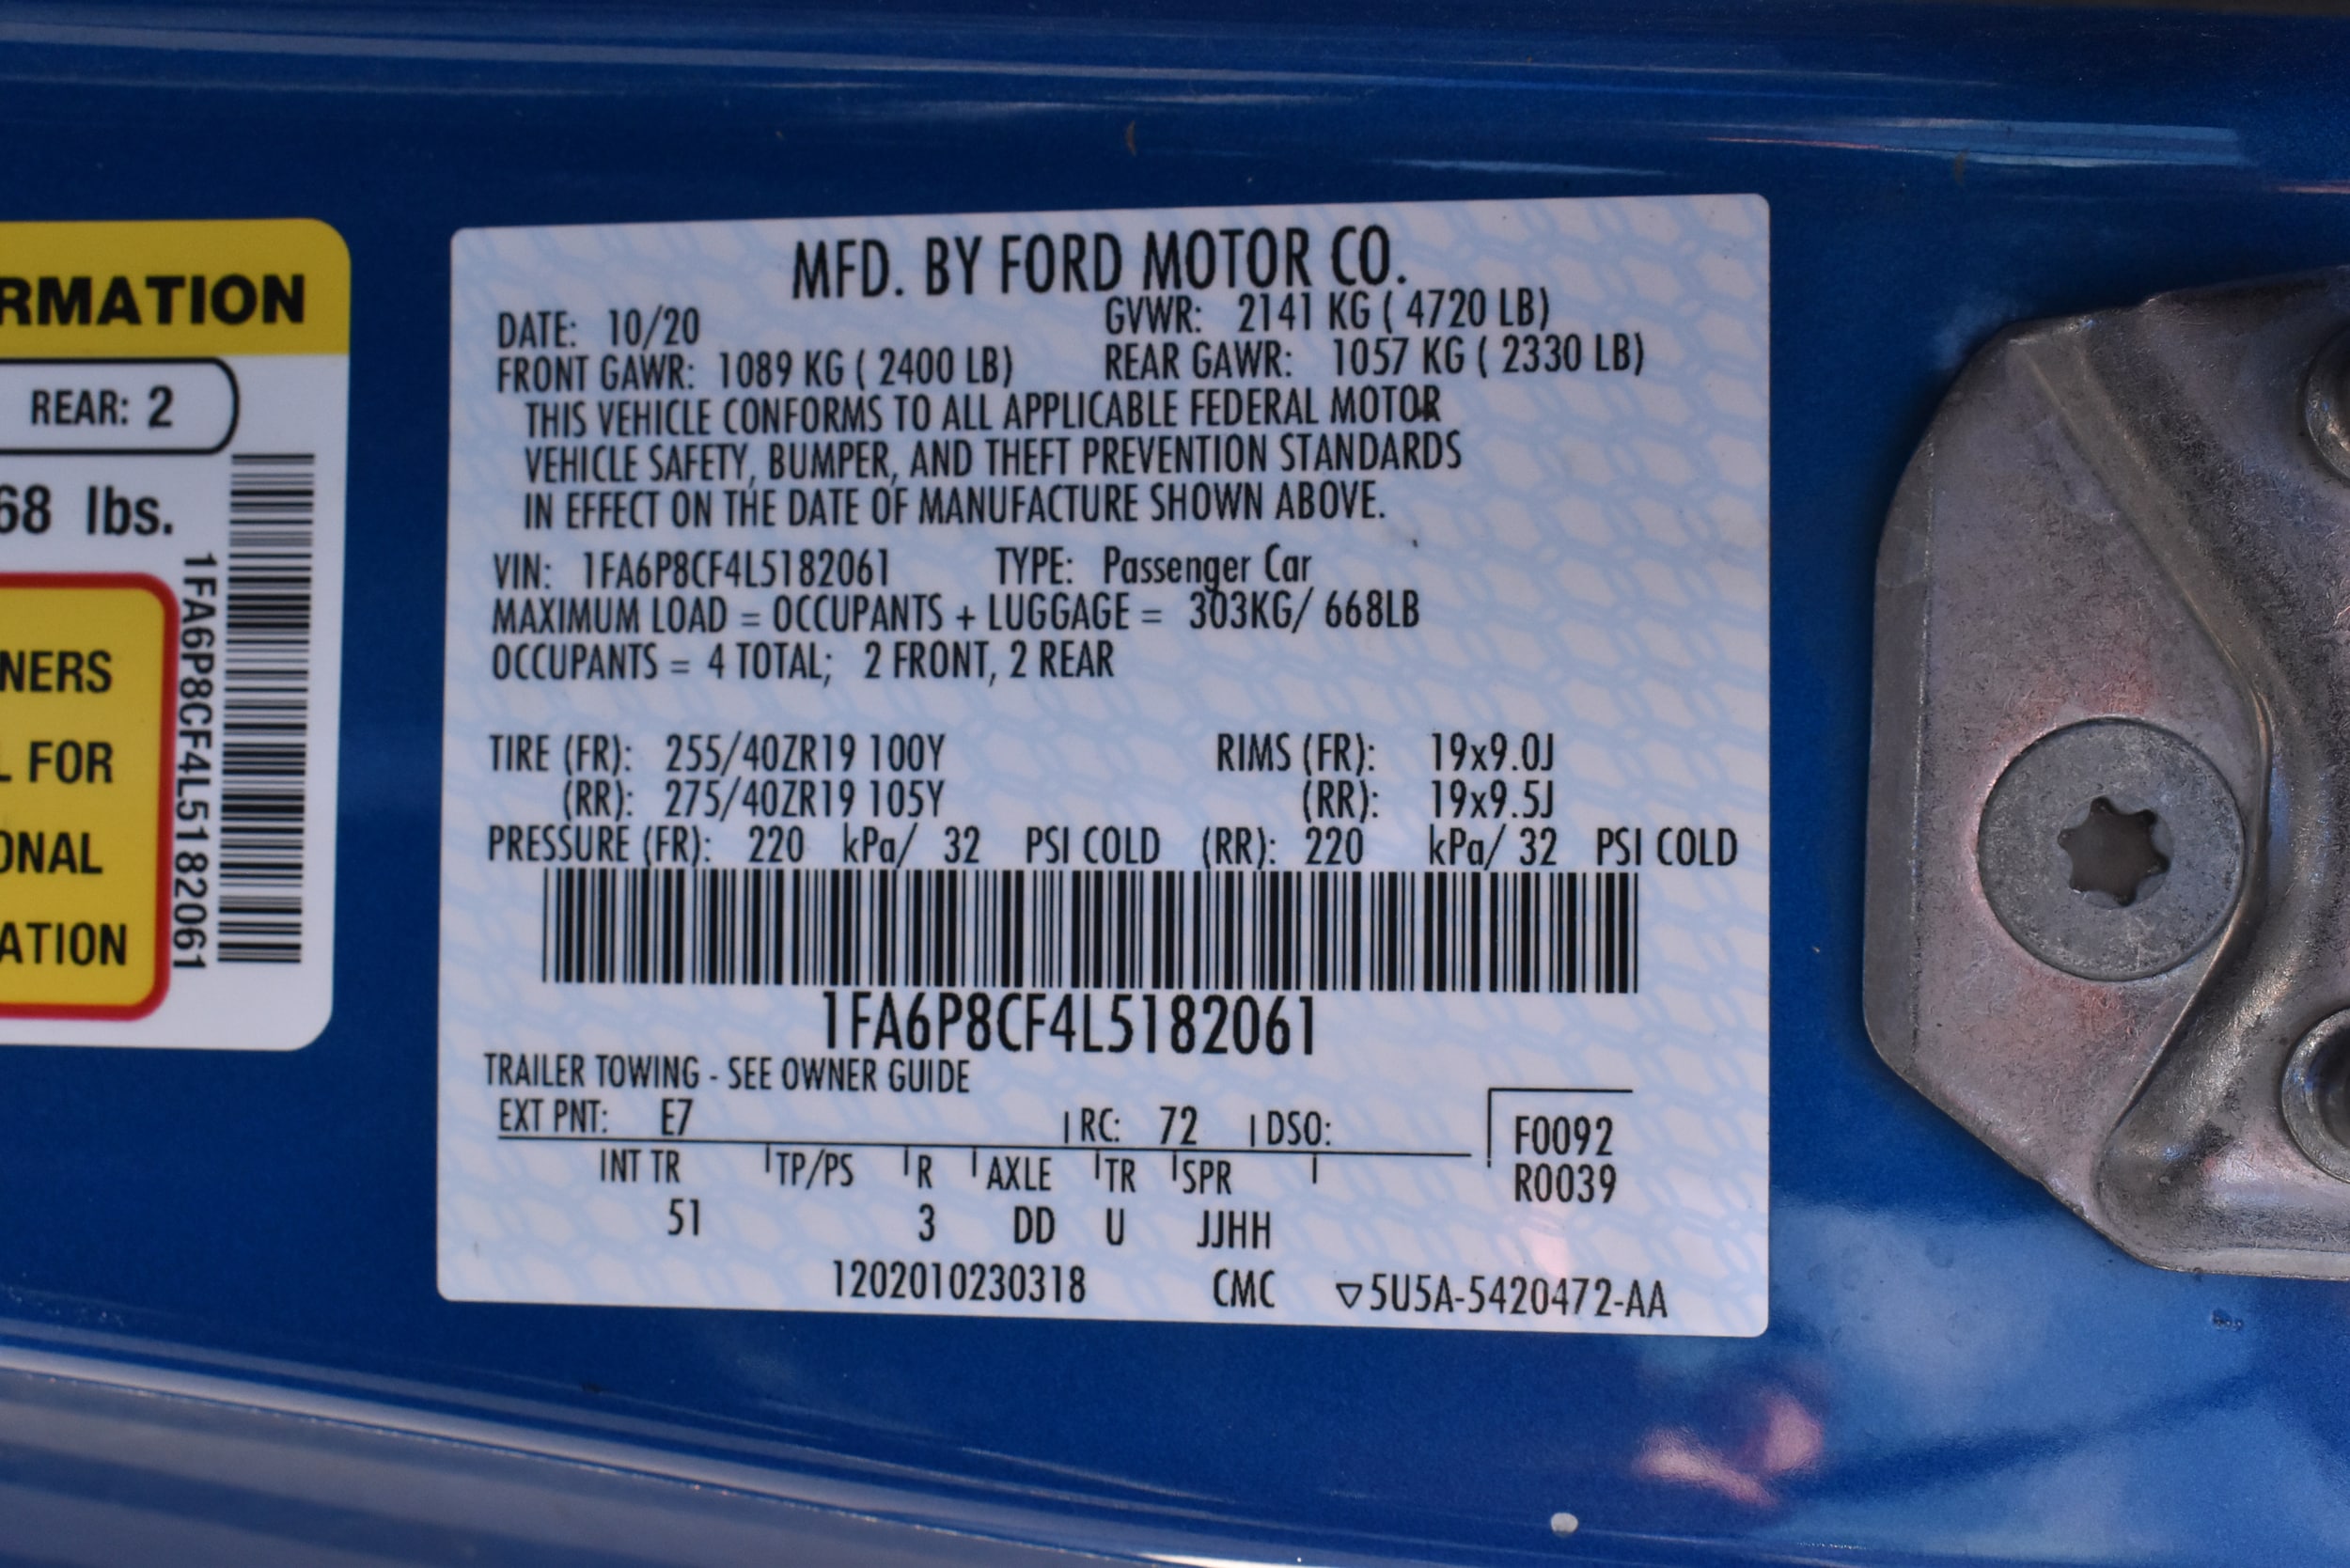 RMATION
REAR: 2
68 lbs.
NERS
L FOR
ONAL
ATION
1FA6P8CF4L5182061
MFD. BY FORD MOTOR CO.
DATE: 10/20 GVWR: 2141 KG ( 4720 LB)
FRONT GAWR: 1089 KG ( 2400 LB) REAR GAWR: 1057 KG ( 2330 LB)
THIS VEHICLE CONFORMS TO ALL APPLICABLE FEDERAL MOTOR
VEHICLE SAFETY, BUMPER, AND THEFT PREVENTION STANDARDS
IN EFFECT ON THE DATE OF MANUFACTURE SHOWN ABOVE.
VIN: 1FA6P8CF4L5182061 TYPE: Passenger Car
MAXIMUM LOAD = OCCUPANTS + LUGGAGE = 303KG/ 668LB
OCCUPANTS = 4 TOTAL; 2 FRONT, 2 REAR
TIRE (FR): 255/40ZR19 100Y RIMS (FR): 19x9.0J
(RR): 275/40ZR19 105Y (RR): 19x9.5J
PRESSURE (FR): 220 kPa/ 32 PSI COLD (RR): 220 kPa/ 32 PSI COLD
1FA6P8CF4L5182061
TRAILER TOWING - SEE OWNER GUIDE
EXT PNT: E7 RC: 72 DSO: F0092
INT TR TP/PS R AXLE TR SPR R0039
51 3 DD U JJHH
1202010230318 CMC ▽5U5A-5420472-AA